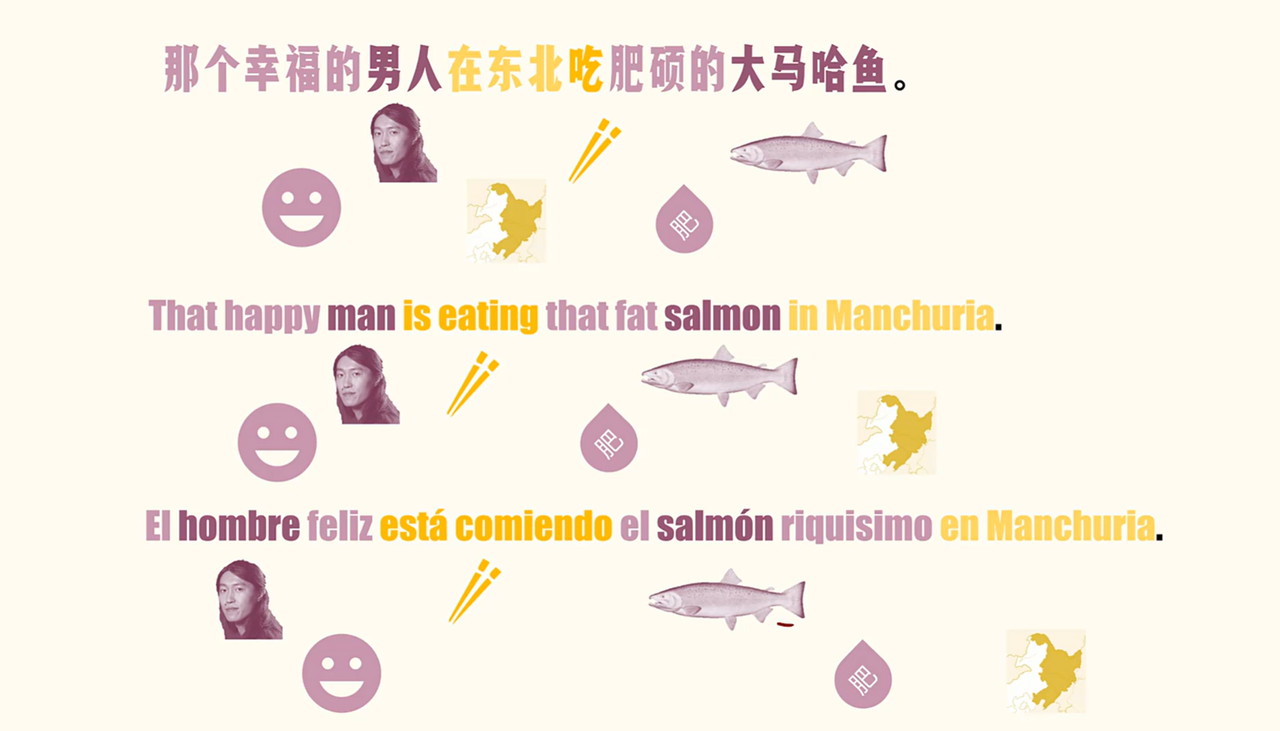 那个幸福的男人在东北吃肥硕的大马哈鱼。
肥
That happy man is eating that fat salmon in Manchuria.
肥
El hombre feliz está comiendo el salmón riquisimo en Manchuria.
肥